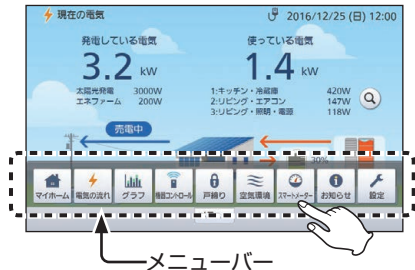 現在の電気
2016/12/25 (日) 12:00
発電している電気
使っている電気
3.2 kW
1.4 kW
太陽光発電 3000W
エネファーム 200W
1:キッチン・冷蔵庫 420W
2:リビング・エアコン 147W
3:リビング・照明・電源 118W
売電中
30%
マイホーム 電気の流れ グラフ 機器コントロール 戸締り 空気環境 スマートメーター お知らせ 設定
メニューバー